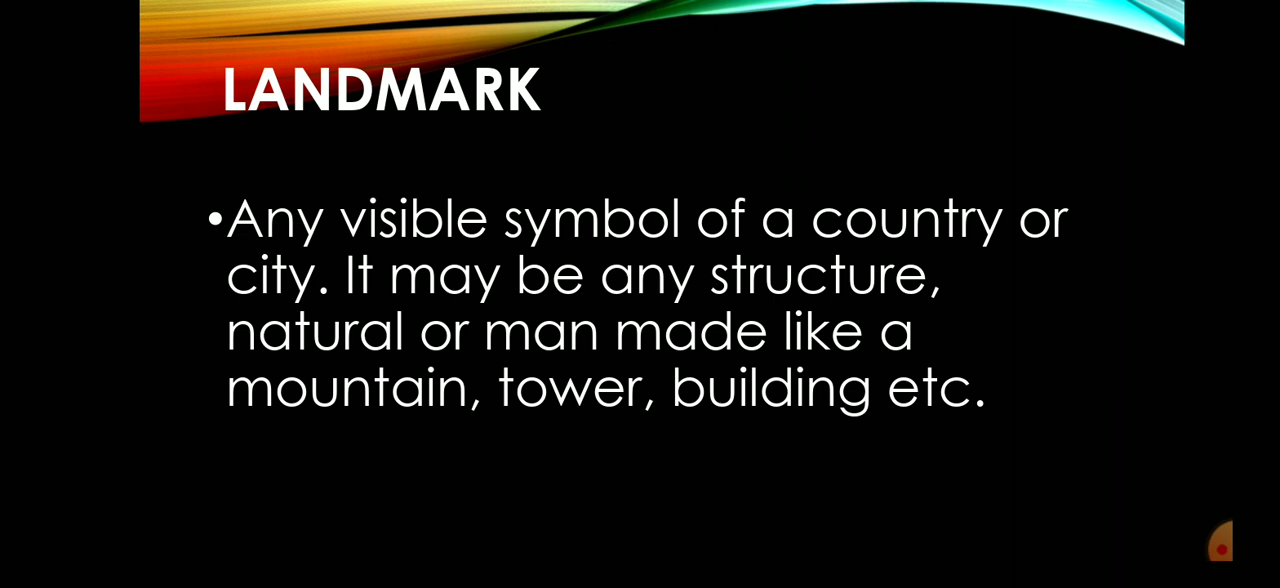 LANDMARK
•Any visible symbol of a country or
city. It may be any structure,
natural or man made like a
mountain, tower, building etc.